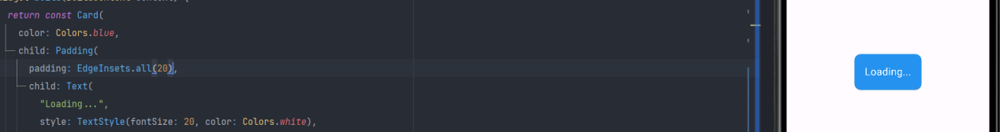 return const Card(
color: Colors.blue,
child: Padding(
padding: EdgeInsets.all(20),
child: Text(
"Loading...",
style: TextStyle(fontSize: 20, color: Colors.white),
Loading...